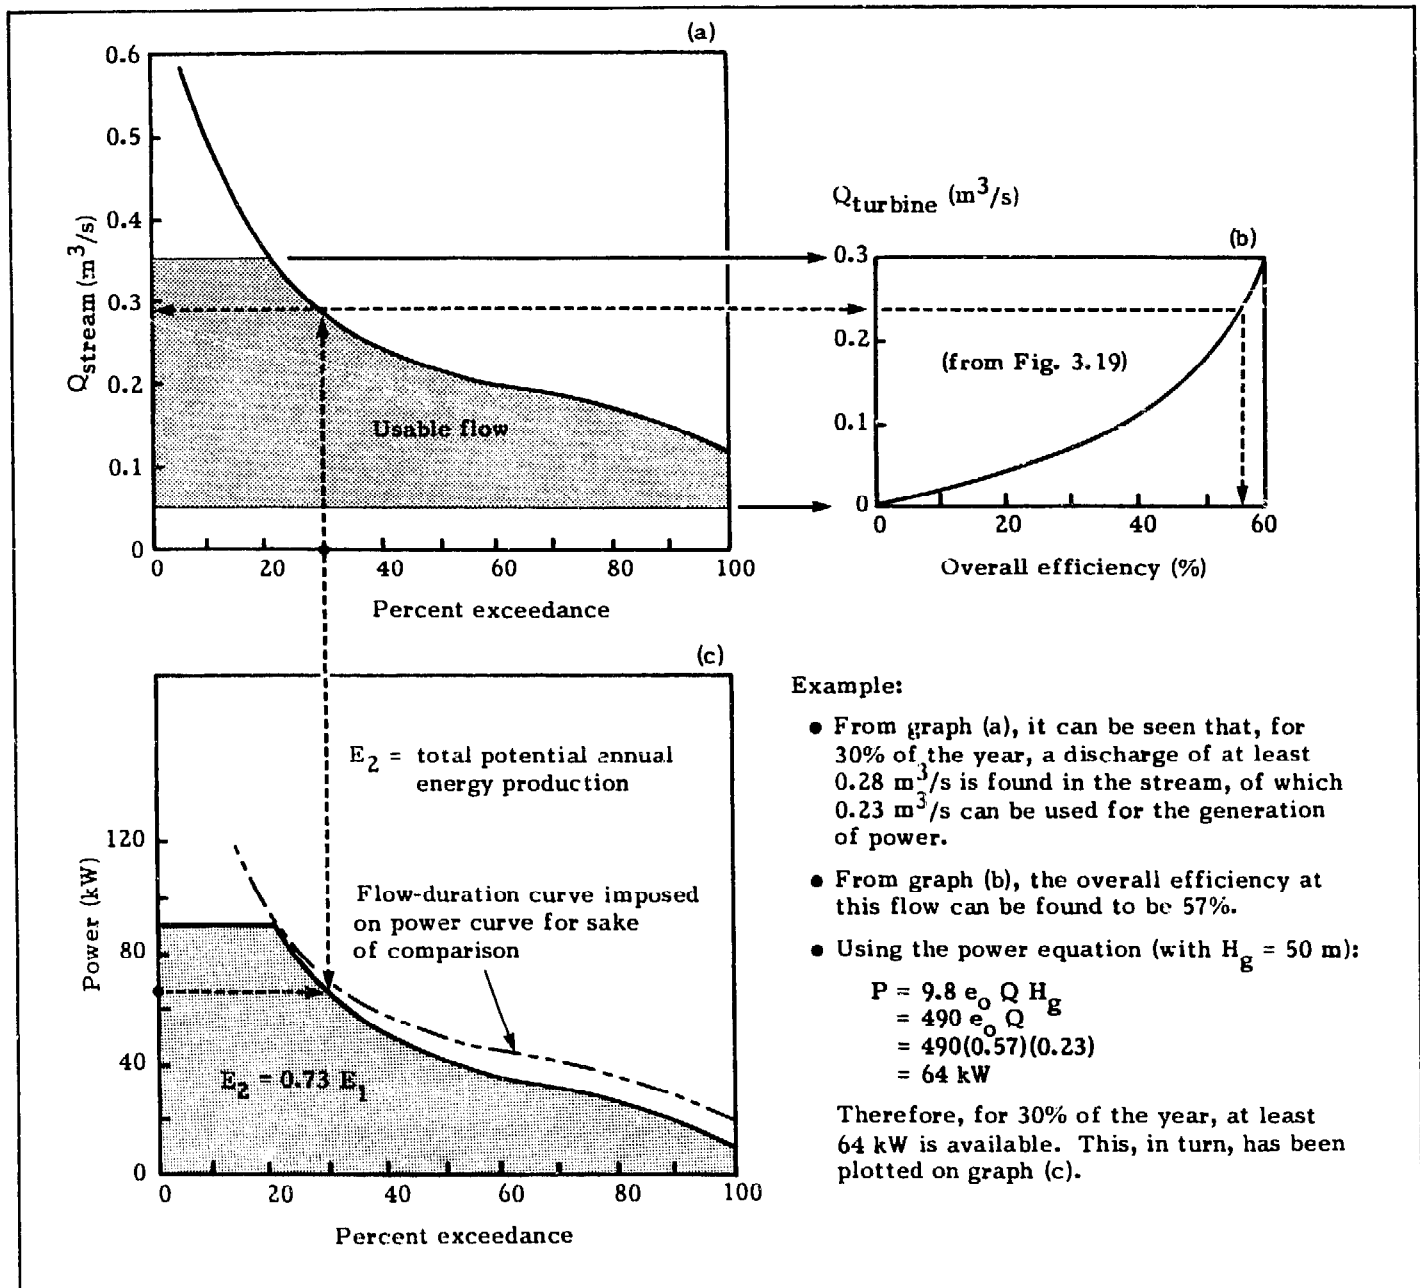 (a)
0.6
0.5
0.4
0.3
0.2
0.1
0
Q stream (m³/s)
Usable flow
0 20 40 60 80 100
Percent exceedance
Q turbine (m³/s)
(b)
0.3
0.2
0.1
0
(from Fig. 3.19)
0 20 40 60
Overall efficiency (%)
(c)
E₂ = total potential annual
energy production
120
80
40
0
Power (kW)
Flow-duration curve imposed
on power curve for sake
of comparison
E₂ = 0.73 E₁
0 20 40 60 80 100
Percent exceedance
Example:
● From graph (a), it can be seen that, for
30% of the year, a discharge of at least
0.28 m³/s is found in the stream, of which
0.23 m³/s can be used for the generation
of power.
● From graph (b), the overall efficiency at
this flow can be found to be 57%.
● Using the power equation (with Hg = 50 m):
P = 9.8 eₒ Q Hg
= 490 eₒ Q
= 490(0.57)(0.23)
= 64 kW
Therefore, for 30% of the year, at least
64 kW is available. This, in turn, has been
plotted on graph (c).